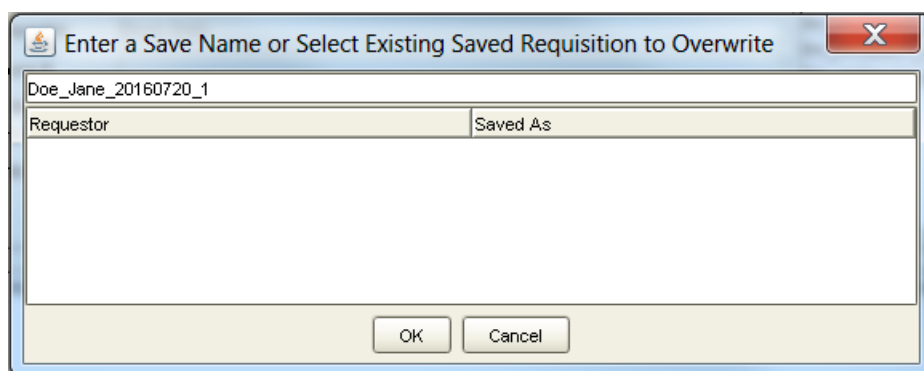 Enter a Save Name or Select Existing Saved Requisition to Overwrite
Doe_Jane_20160720_1
Requestor Saved As
OK Cancel